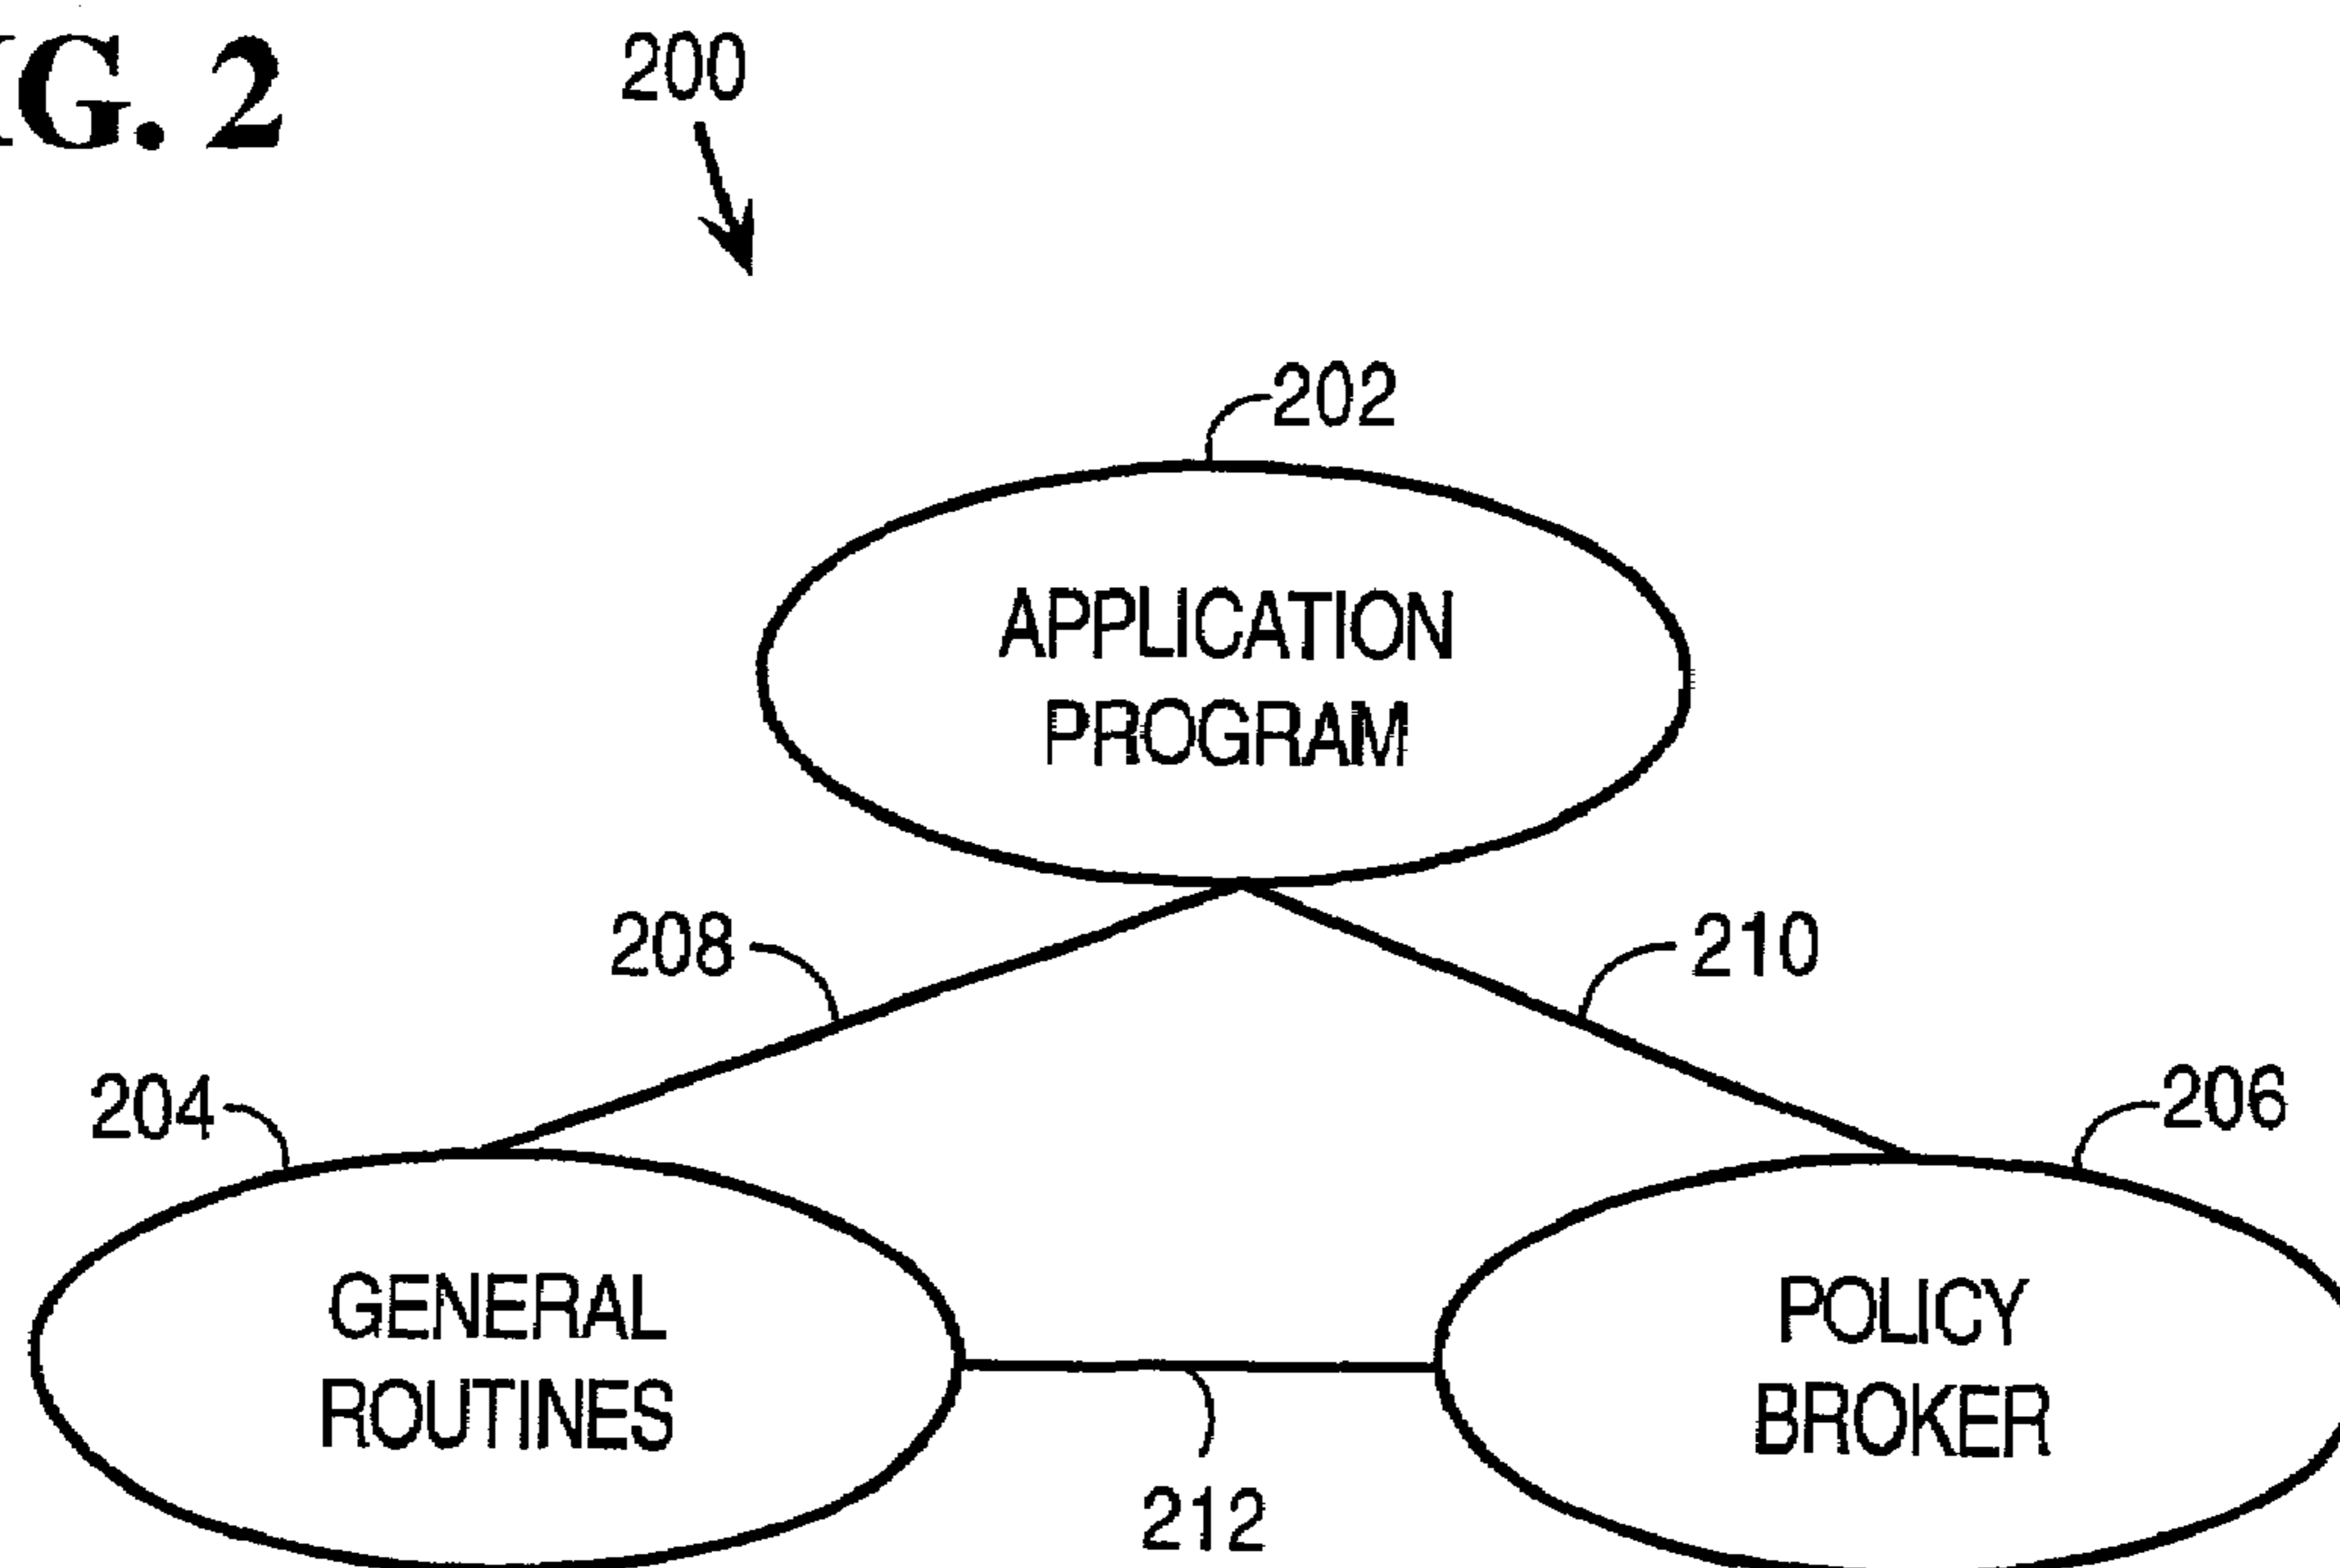 IG. 2
200
202
APPLICATION
PROGRAM
208
210
204
206
GENERAL
ROUTINES
POLICY
BROKER
212